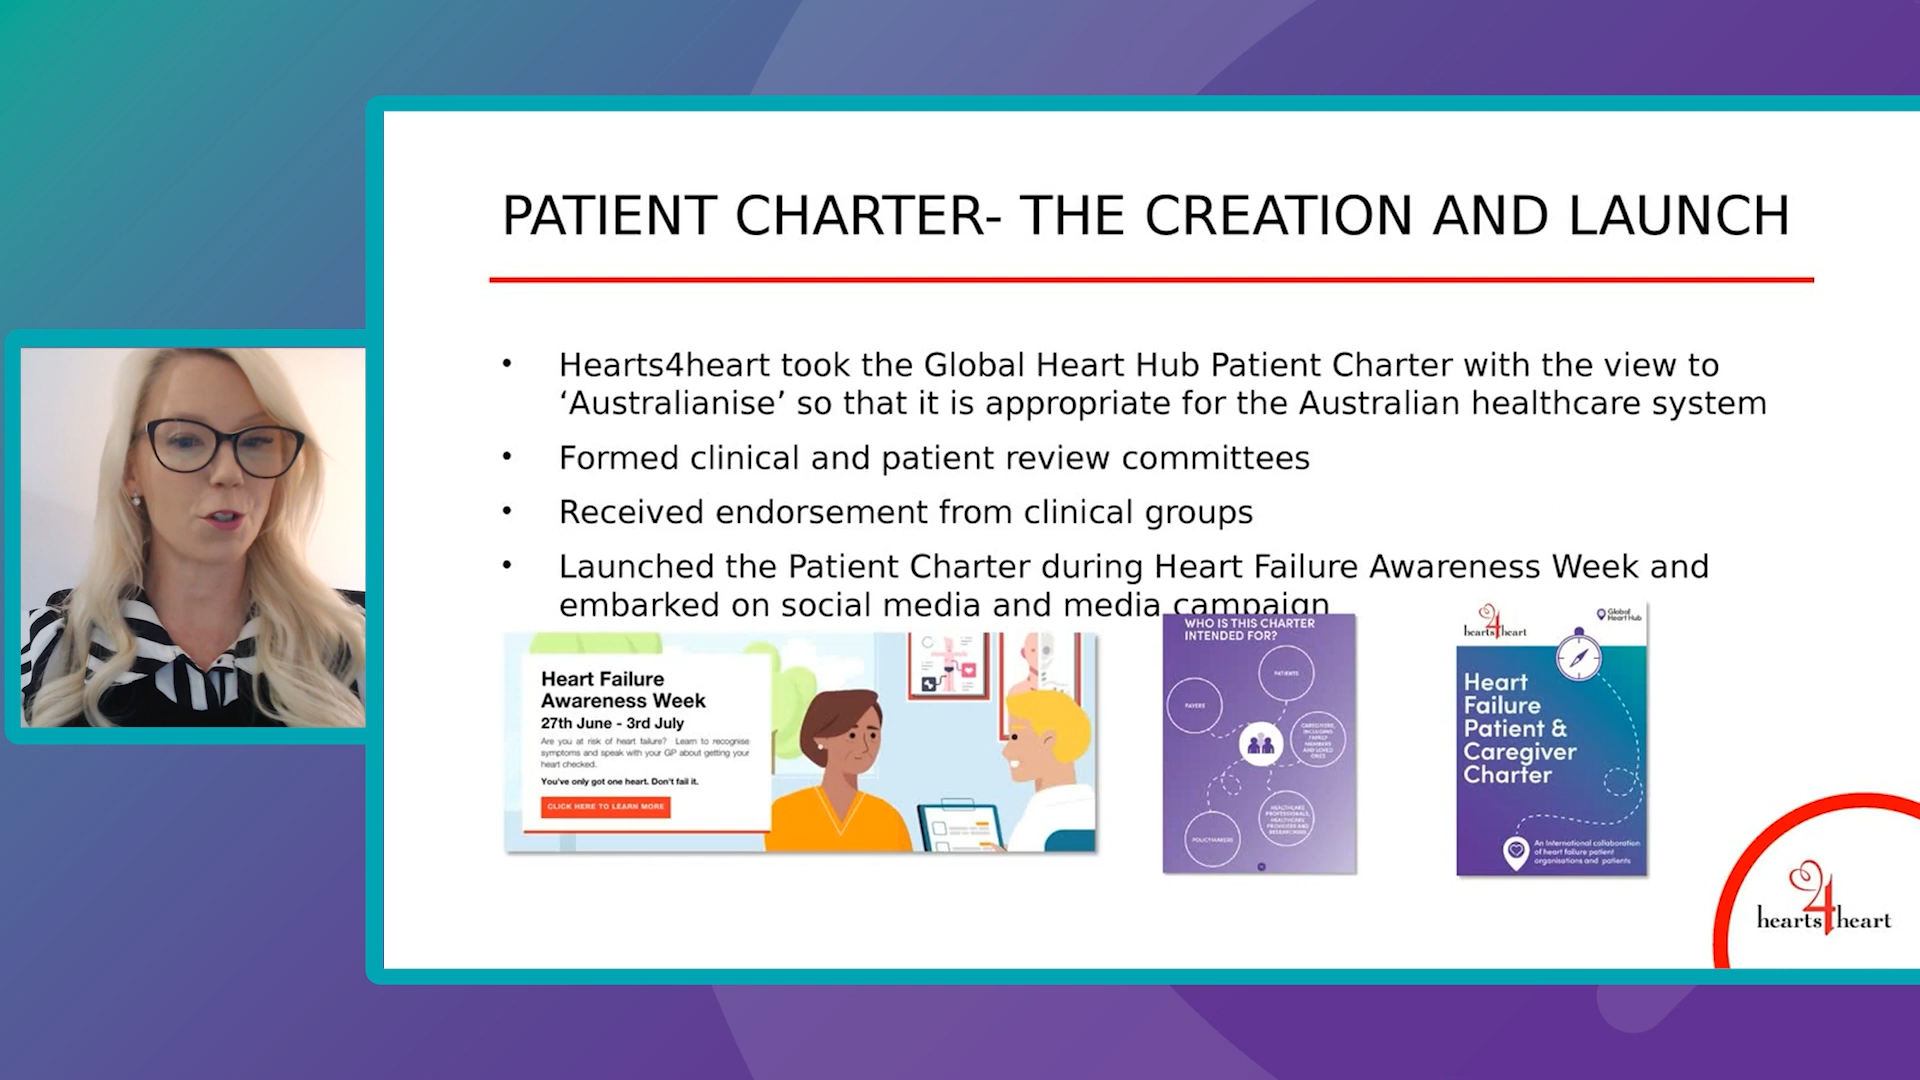 PATIENT CHARTER- THE CREATION AND LAUNCH
• Hearts4heart took the Global Heart Hub Patient Charter with the view to
‘Australianise’ so that it is appropriate for the Australian healthcare system
• Formed clinical and patient review committees
• Received endorsement from clinical groups
• Launched the Patient Charter during Heart Failure Awareness Week and
embarked on social media and media campaign
Heart Failure
Awareness Week
27th June - 3rd July
Are you at risk of heart failure? Learn to recognise
symptoms and speak with your GP about getting your
heart checked.
You've only got one heart. Don't fail it.
CLICK HERE TO LEARN MORE
WHO IS THIS CHARTER
INTENDED FOR?
PATIENTS
PAYERS
CAREGIVERS,
INCLUDING
FAMILY
MEMBERS
AND LOVED
ONES
HEALTHCARE
PROFESSIONALS,
HEALTHCARE
PROVIDERS AND
RESEARCHERS
POLICYMAKERS
hearts4heart
Global
Heart Hub
Heart
Failure
Patient &
Caregiver
Charter
An International collaboration
of heart failure patient
organisations and patients
hearts4heart